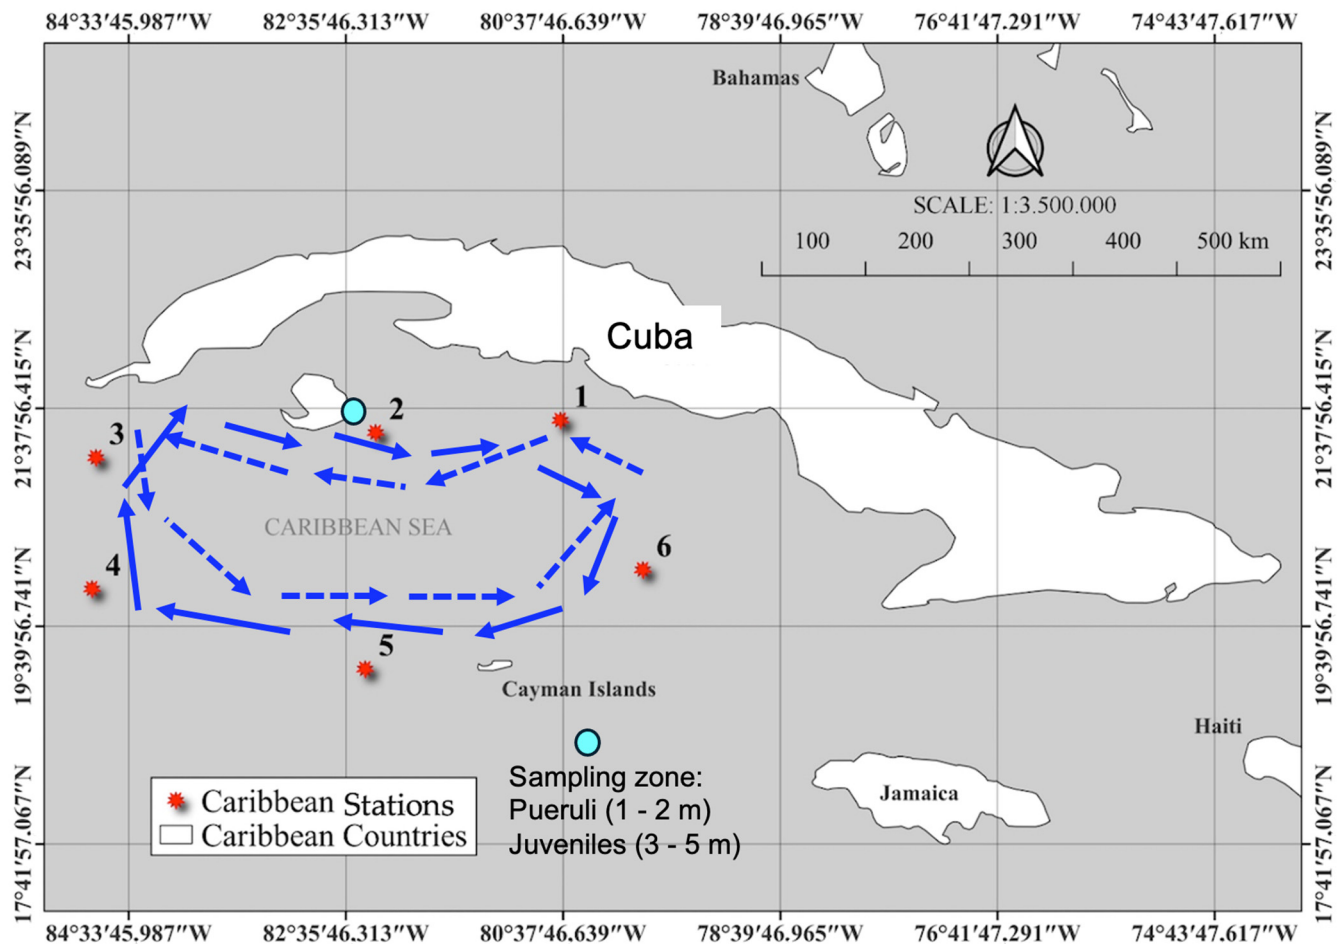 84°33′45.987″W 82°35′46.313″W 80°37′46.639″W 78°39′46.965″W 76°41′47.291″W 74°43′47.617″W
Bahamas
23°35′56.089″N
23°35′56.089″N
SCALE: 1:3.500.000
100 200 300 400 500 km
Cuba
21°37′56.415″N
21°37′56.415″N
1
2
3
CARIBBEAN SEA
4
6
19°39′56.741″N
19°39′56.741″N
5
Cayman Islands
Haiti
Sampling zone:
Pueruli (1 - 2 m)
Juveniles (3 - 5 m)
Jamaica
Caribbean Stations
Caribbean Countries
17°41′57.067″N
17°41′57.067″N
84°33′45.987″W 82°35′46.313″W 80°37′46.639″W 78°39′46.965″W 76°41′47.291″W 74°43′47.617″W